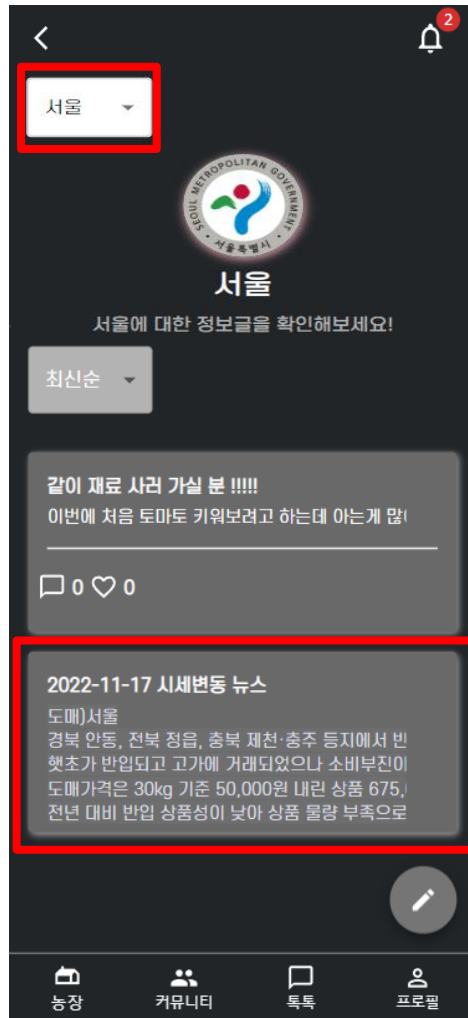 2
서울
SEOUL METROPOLITAN GOVERNMENT
서울특별시
서울
서울에 대한 정보글을 확인해보세요!
최신순
같이 재료 사러 가실 분 !!!!!
이번에 처음 토마토 키워보려고 하는데 아는게 많
0 0
2022-11-17 시세변동 뉴스
도매)서울
경북 안동, 전북 정읍, 충북 제천·충주 등지에서 빈
햇초가 반입되고 고가에 거래되었으나 소비부진이
도매가격은 30kg 기준 50,000원 내린 상품 675,
전년 대비 반입 상품성이 낮아 상품 물량 부족으로
농장 커뮤니티 톡톡 프로필